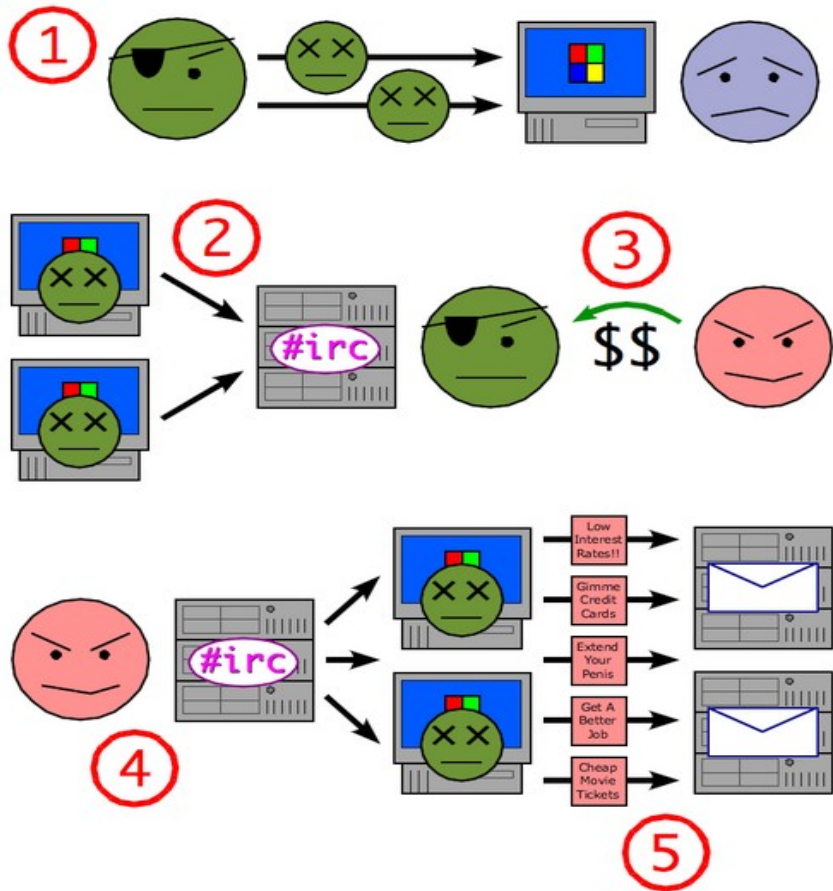 1
2
3
#irc
$$
Low
Interest
Rates!!
Gimme
Credit
Cards
Extend
Your
Penis
Get A
Better
Job
Cheap
Movie
Tickets
#irc
4
5